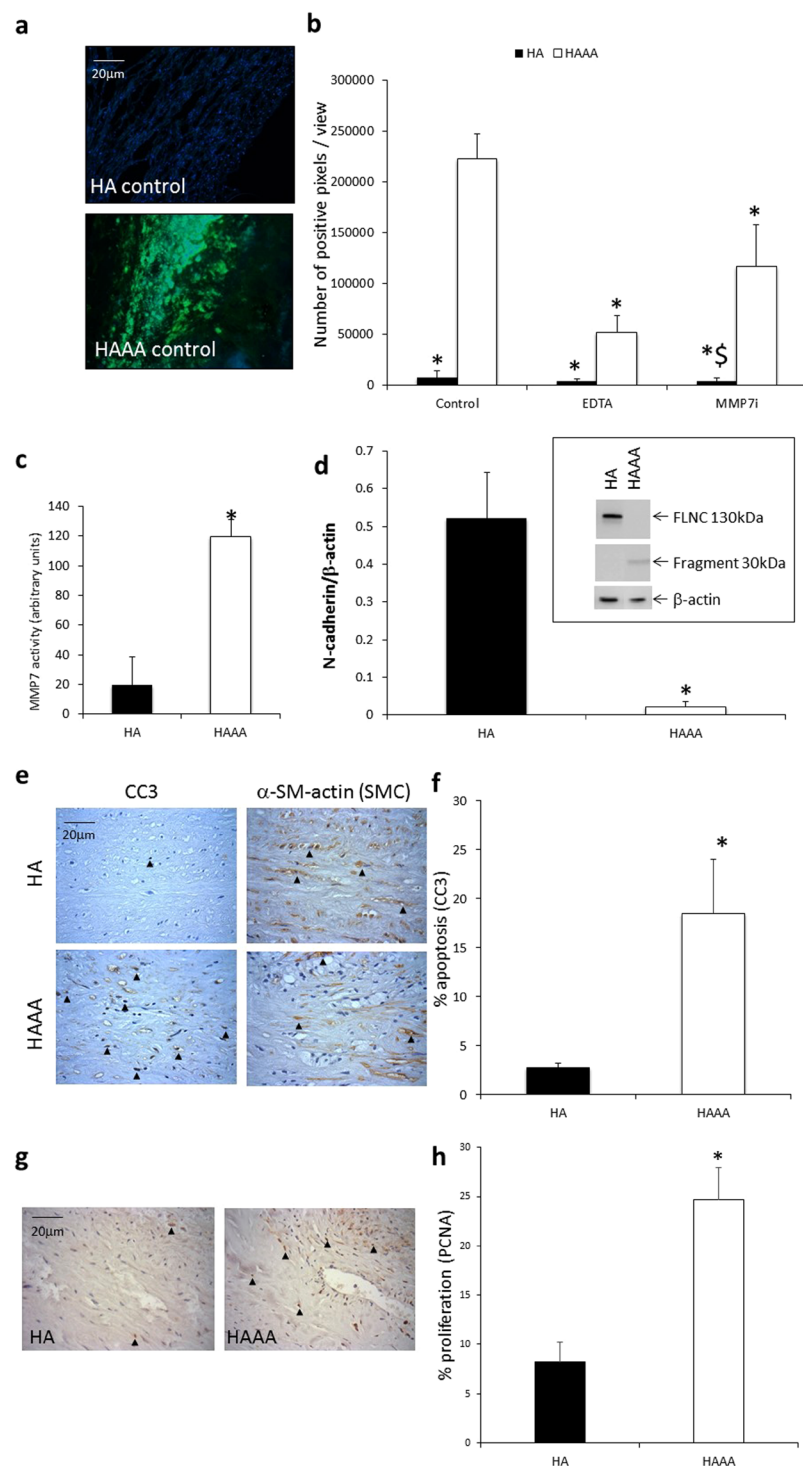 a
20μm
HA control
HAAA control
b
HA HAAA
Number of positive pixels / view
300000
250000
200000
150000
100000
50000
0
*
*
*
*$
*
Control EDTA MMP7i
c
MMP7 activity (arbitrary units)
140
120
100
80
60
40
20
0
*
HA HAAA
d
N-cadherin/β-actin
0.7
0.6
0.5
0.4
0.3
0.2
0.1
0
*
HA HAAA
HA HAAA
FLNC 130kDa
Fragment 30kDa
β-actin
e
CC3 α-SM-actin (SMC)
20μm
HA
HAAA
f
% apoptosis (CC3)
30
25
20
15
10
5
0
*
HA HAAA
g
20μm
HA
HAAA
h
% proliferation (PCNA)
30
25
20
15
10
5
0
*
HA HAAA